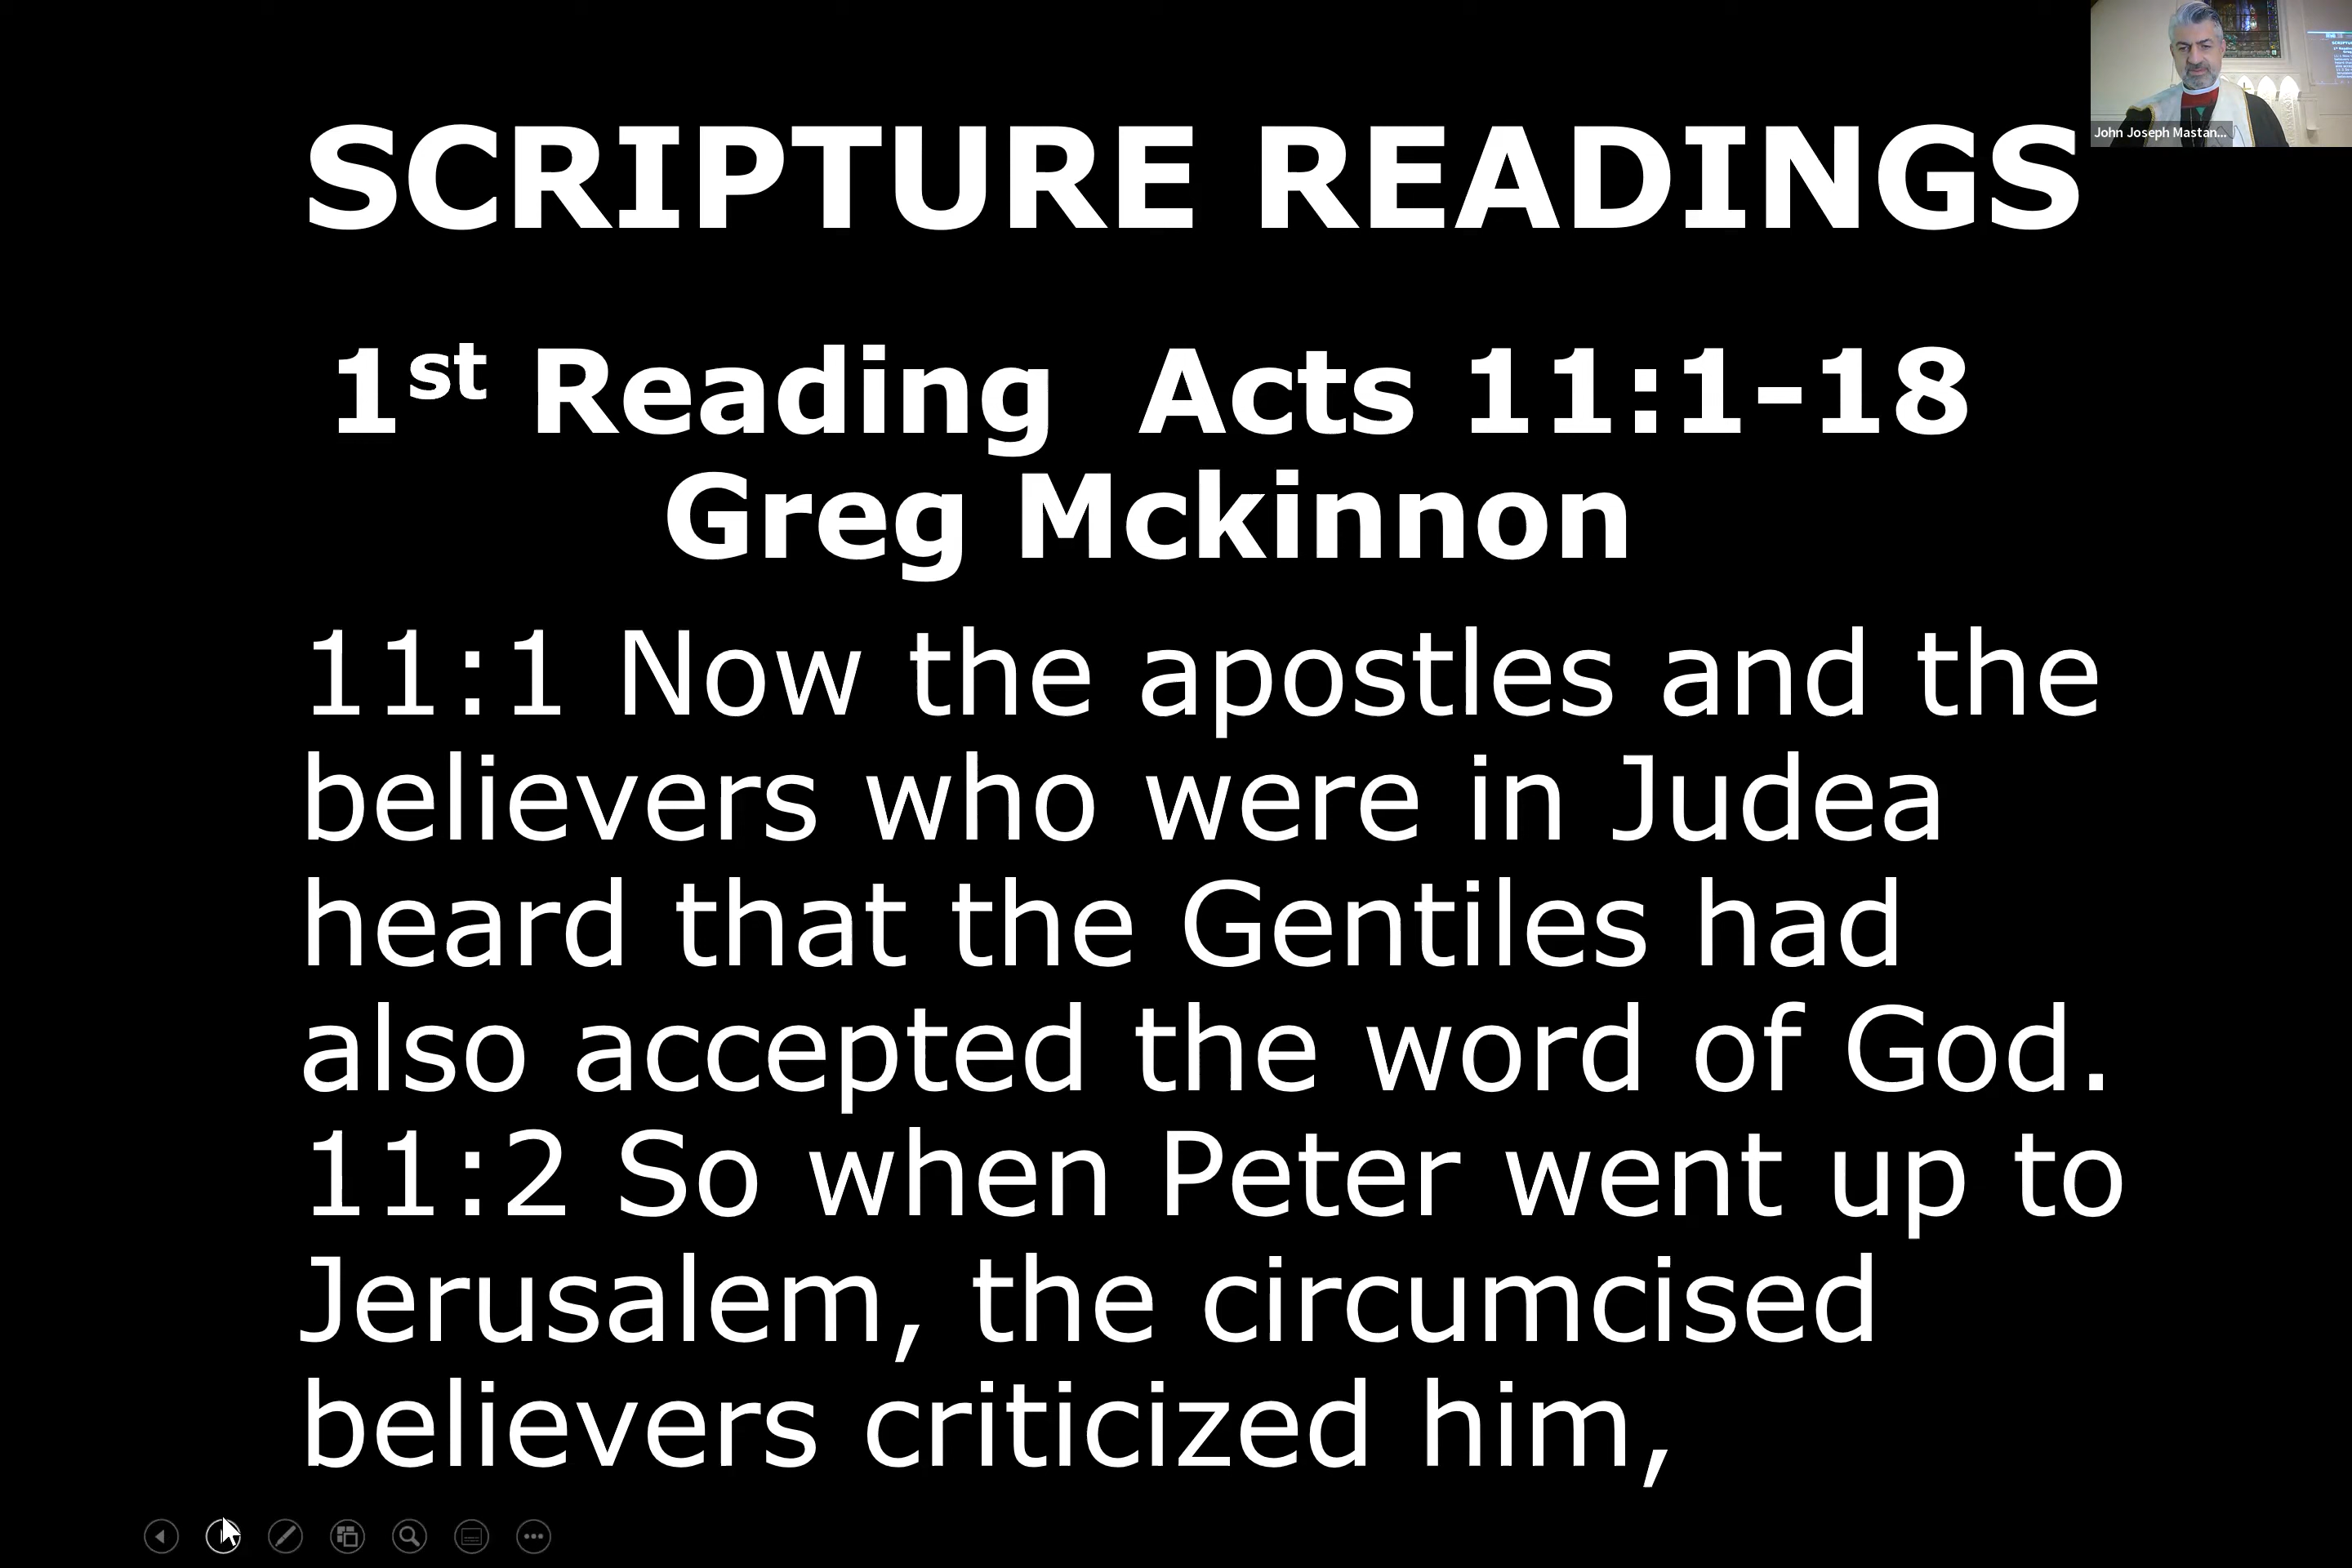 John Joseph Mastan...
SCRIPTURE READINGS
1st Reading  Acts 11:1-18
Greg Mckinnon
11:1 Now the apostles and the
believers who were in Judea
heard that the Gentiles had
also accepted the word of God.
11:2 So when Peter went up to
Jerusalem, the circumcised
believers criticized him,